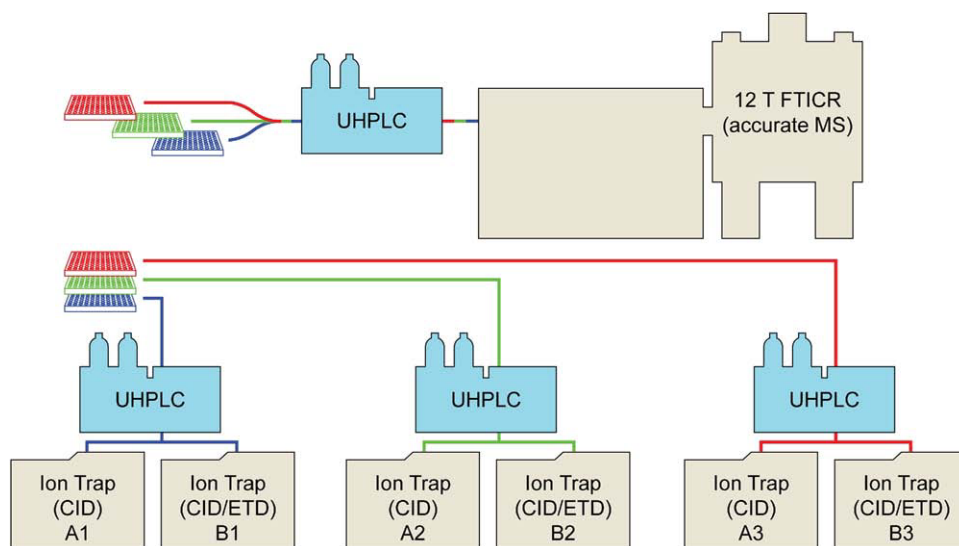 12 T FTICR
(accurate MS)
UHPLC
UHPLC
UHPLC
UHPLC
Ion Trap
(CID)
A1
Ion Trap
(CID/ETD)
B1
Ion Trap
(CID)
A2
Ion Trap
(CID/ETD)
B2
Ion Trap
(CID)
A3
Ion Trap
(CID/ETD)
B3